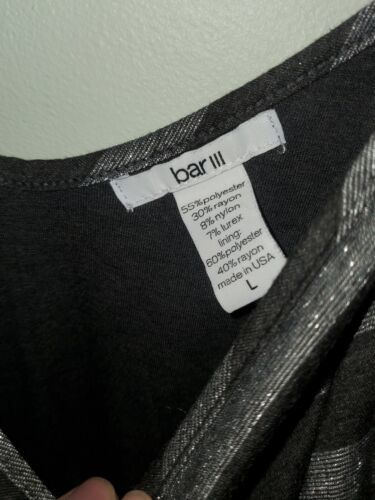 bar III
55%polyester
30%rayon
8%nylon
7%lurex
lining:
60%polyester
40%rayon
made in USA
L